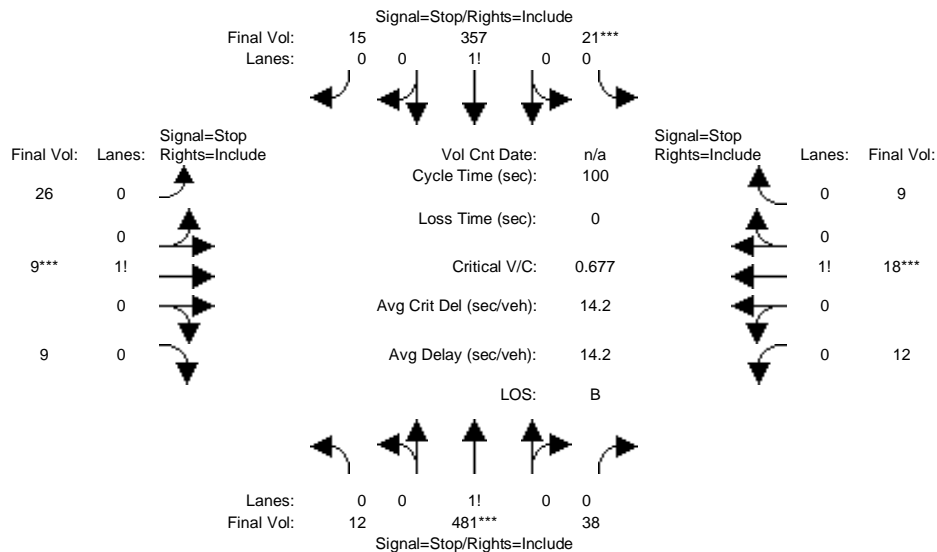 Signal=Stop/Rights=Include
Final Vol: 15 357 21***
Lanes: 0 0 1! 0 0
Signal=Stop Signal=Stop
Final Vol: Lanes: Rights=Include Vol Cnt Date: n/a Rights=Include Lanes: Final Vol:
Cycle Time (sec): 100
26 0 0 9
Loss Time (sec): 0
0 0
9*** 1! Critical V/C: 0.677 1! 18***
0 Avg Crit Del (sec/veh): 14.2 0
9 0 Avg Delay (sec/veh): 14.2 0 12
LOS: B
Lanes: 0 0 1! 0 0
Final Vol: 12 481*** 38
Signal=Stop/Rights=Include